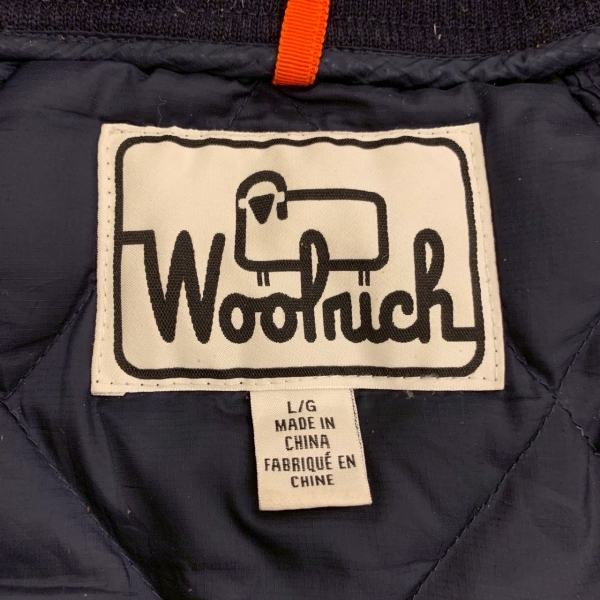 Woolrich
L/G
MADE IN
CHINA
FABRIQUÉ EN
CHINE